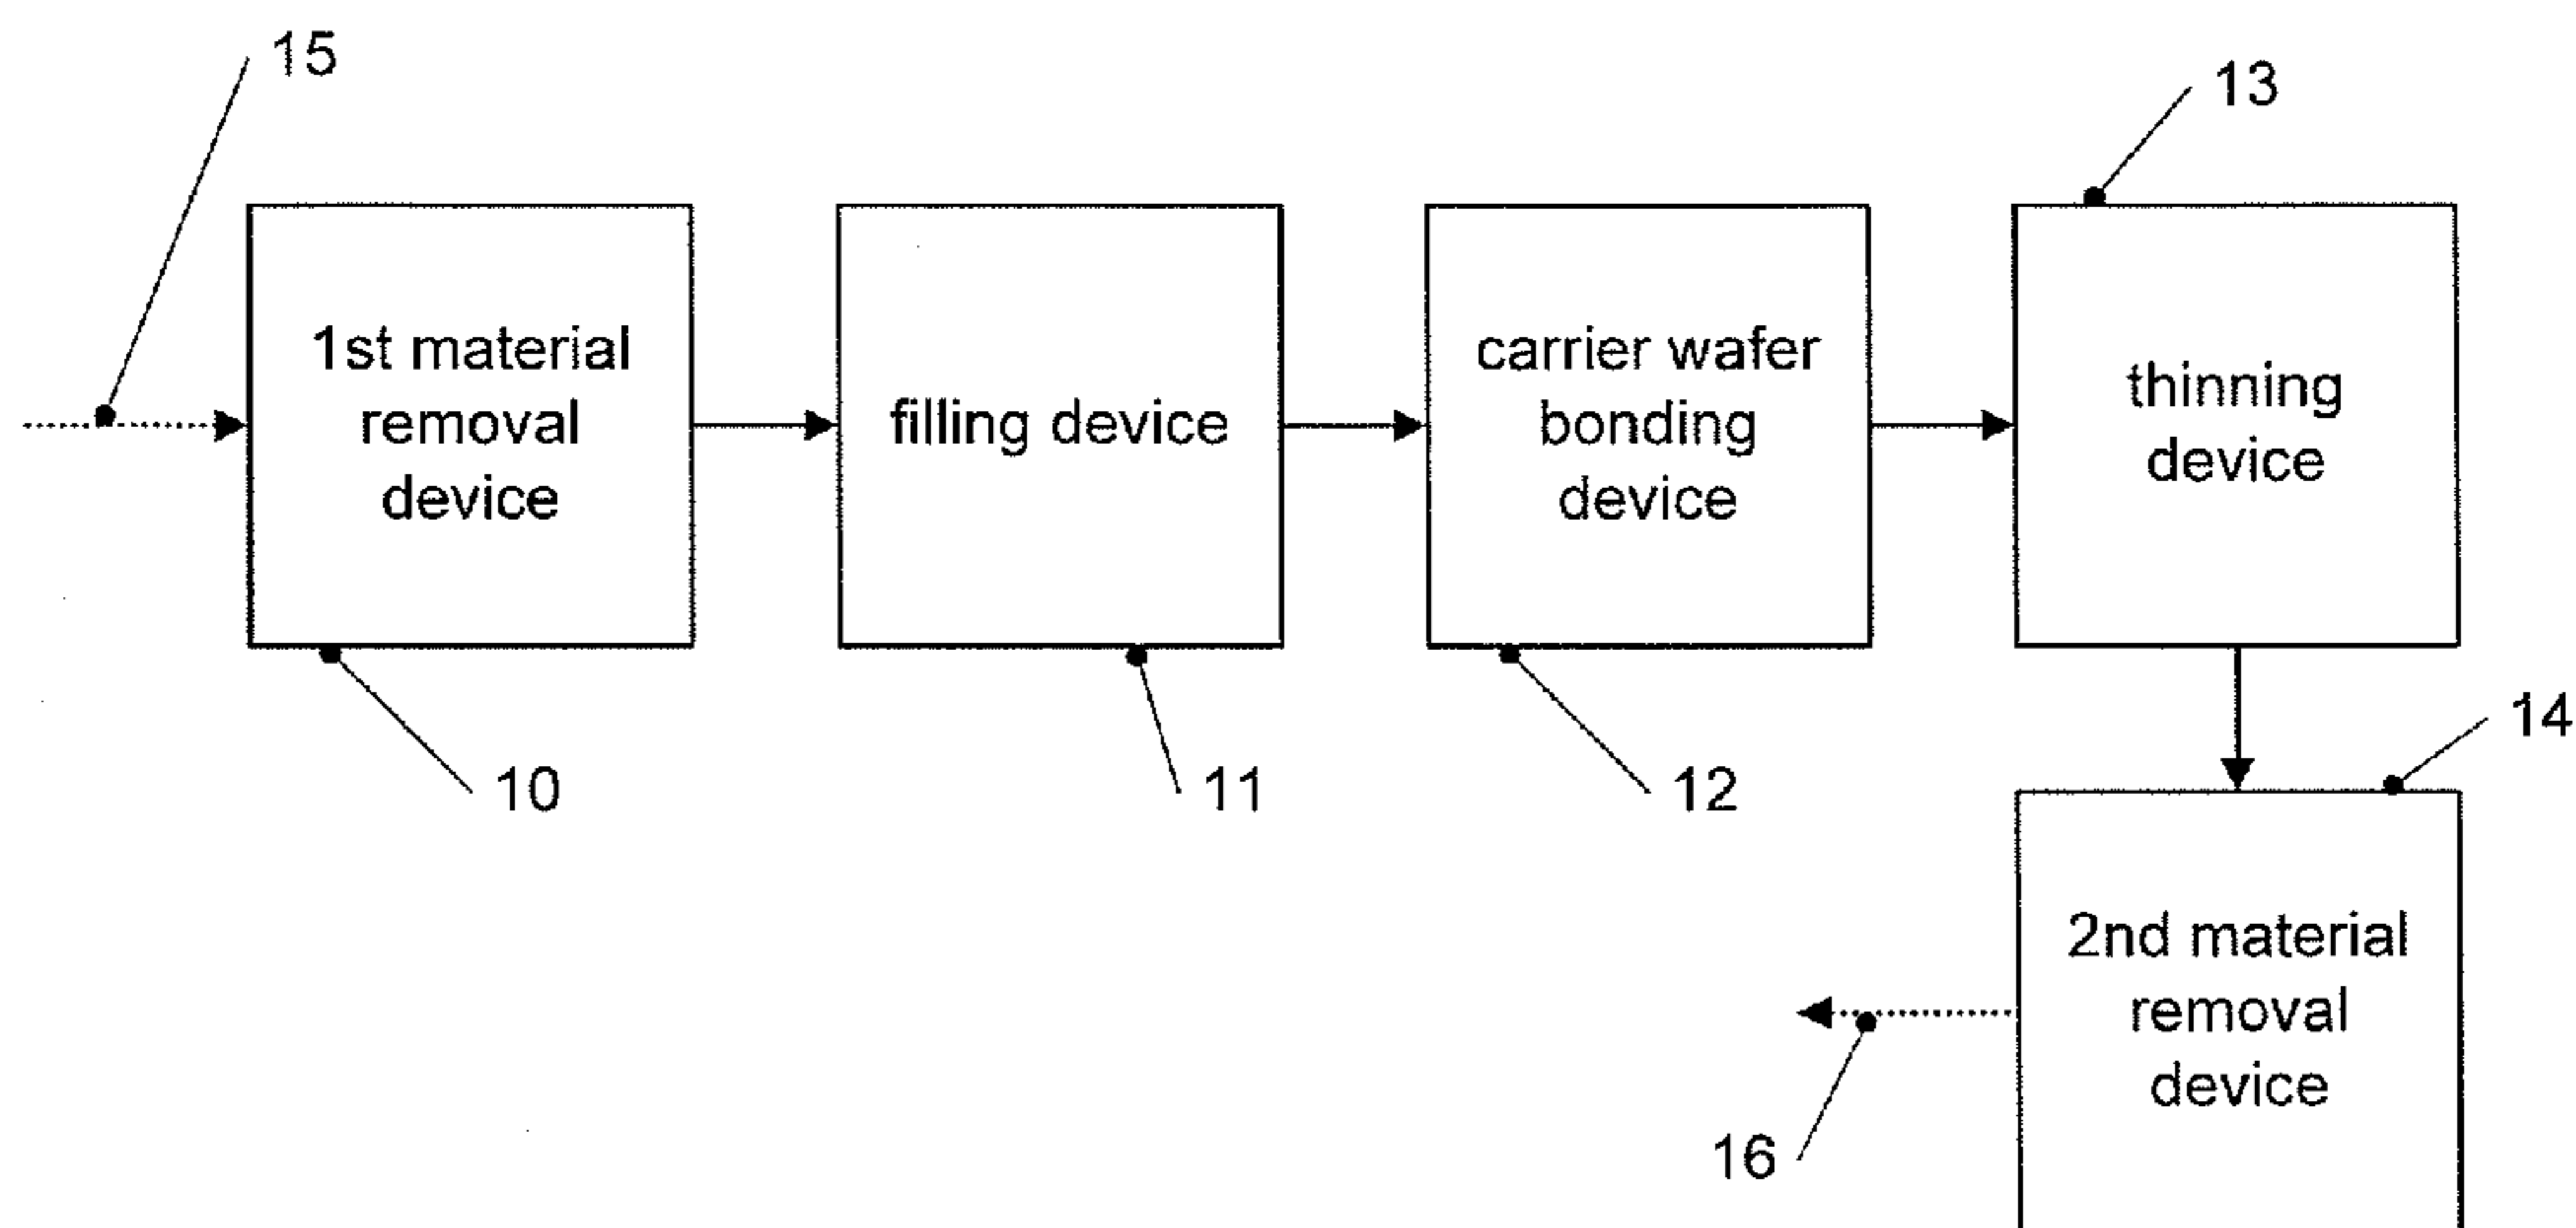 15
13
1st material
removal
device
filling device
carrier wafer
bonding
device
thinning
device
10
11
12
14
2nd material
removal
device
16